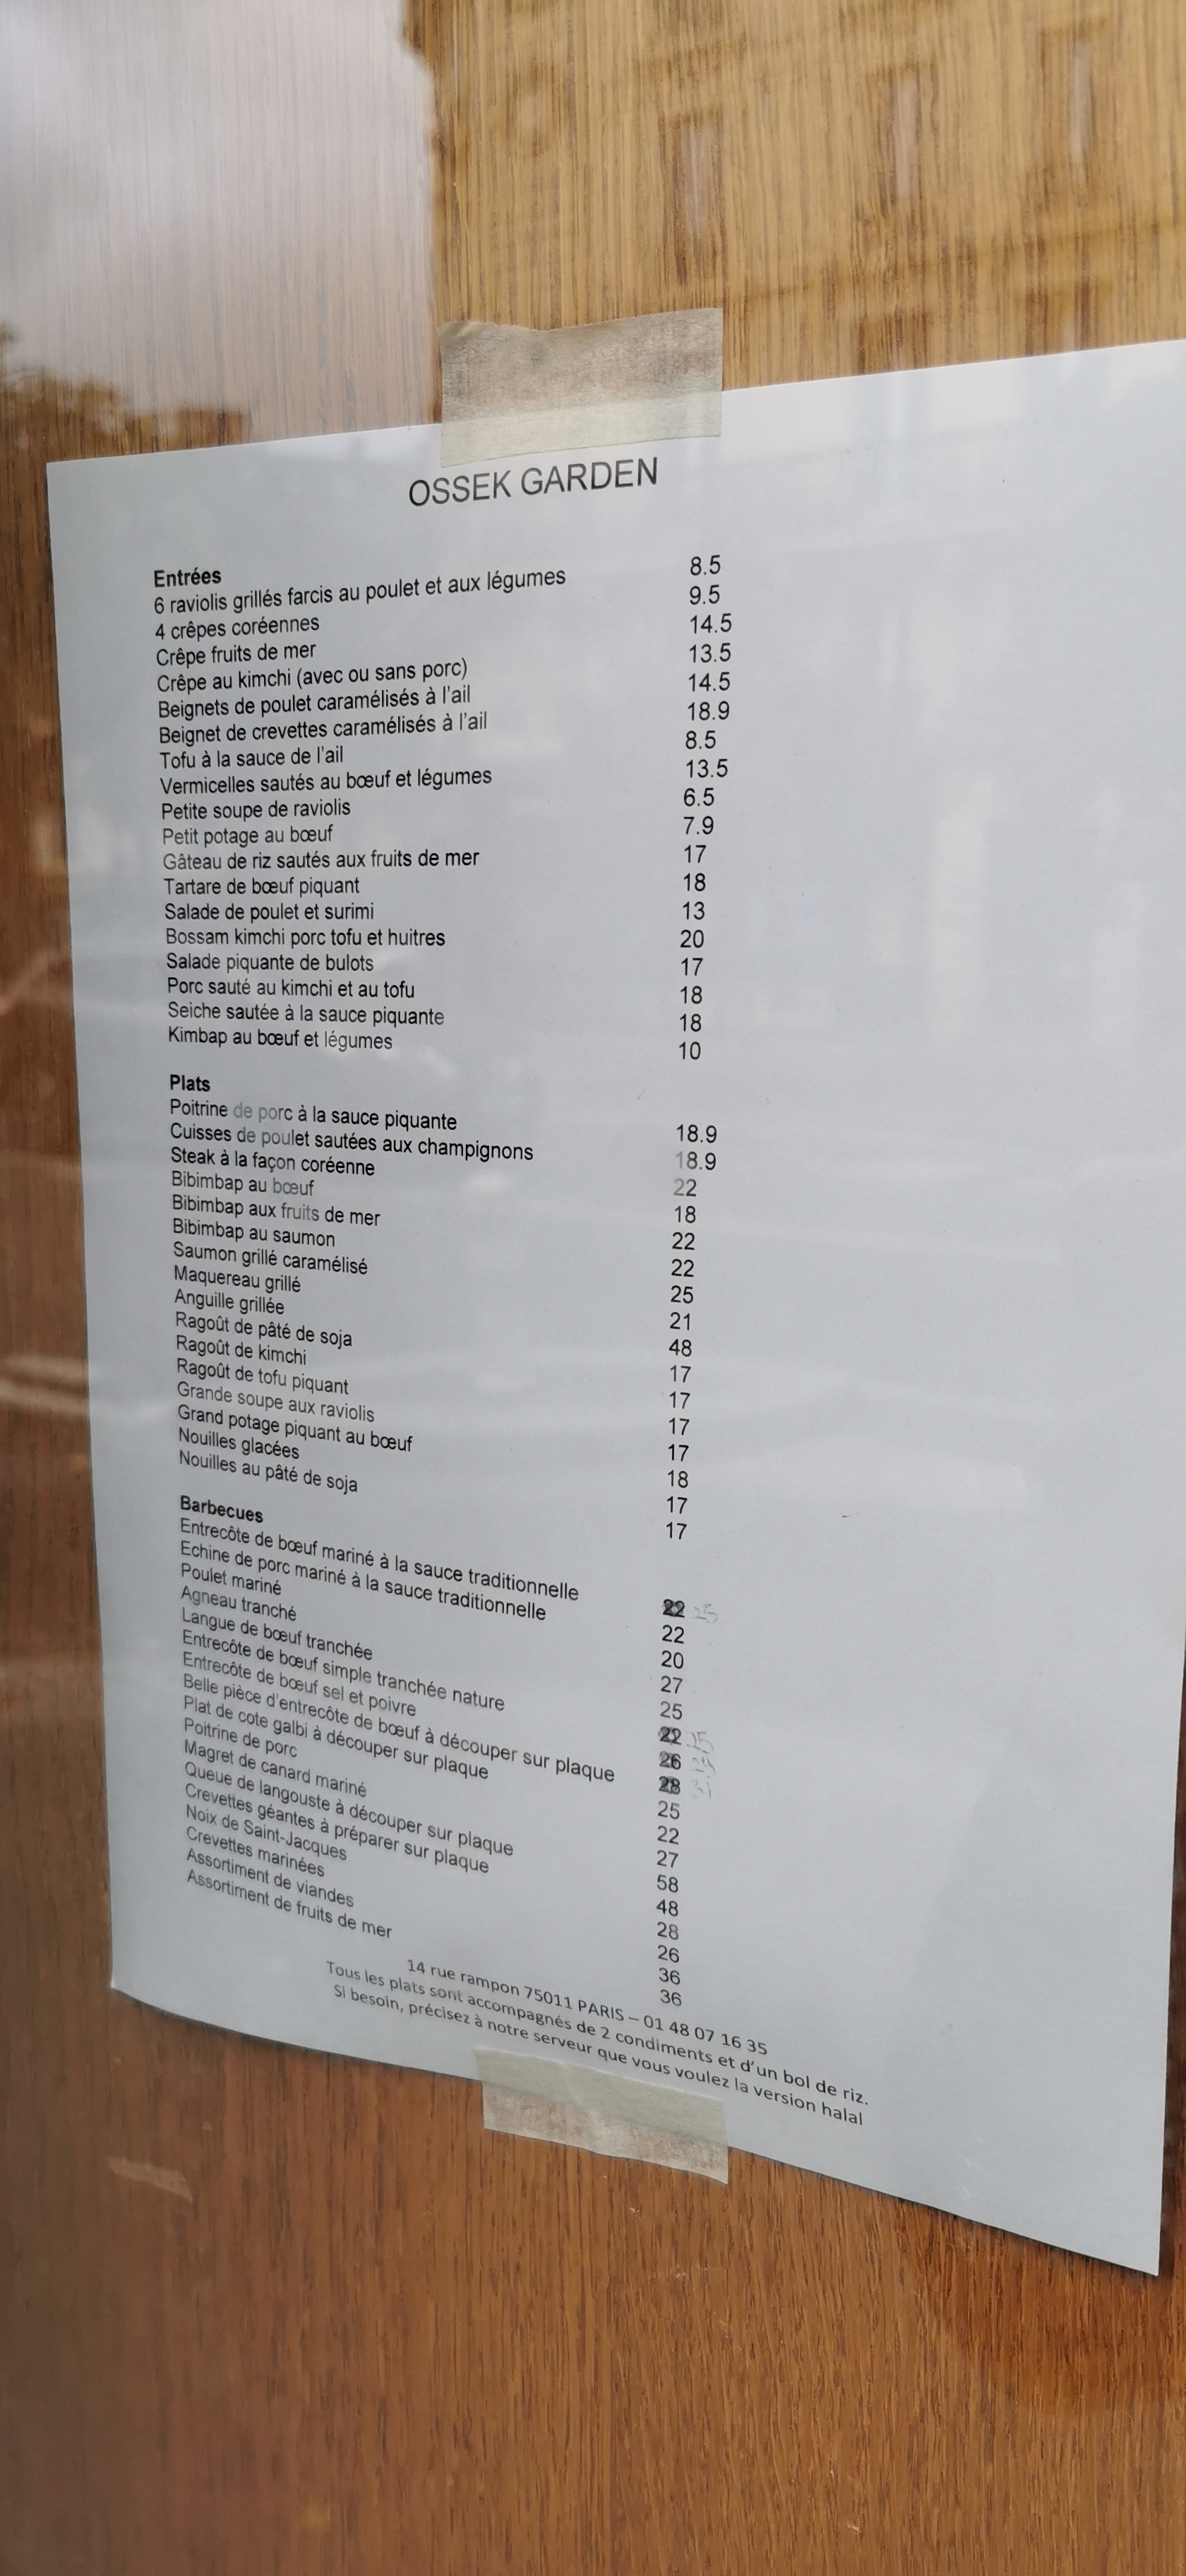 OSSEK GARDEN
Entrées
6 raviolis grillés farcis au poulet et aux légumes 8.5
4 crêpes coréennes 9.5
Crêpe fruits de mer 14.5
Crêpe au kimchi (avec ou sans porc) 13.5
Beignets de poulet caramélisés à l'ail 14.5
Beignet de crevettes caramélisés à l'ail 18.9
Tofu à la sauce de l'ail 8.5
Vermicelles sautés au bœuf et légumes 13.5
Petite soupe de raviolis 6.5
Petit potage au bœuf 7.9
Gâteau de riz sautés aux fruits de mer 17
Tartare de bœuf piquant 18
Salade de poulet et surimi 13
Bossam kimchi porc tofu et huitres 20
Salade piquante de bulots 17
Porc sauté au kimchi et au tofu 18
Seiche sautée à la sauce piquante 18
Kimbap au bœuf et légumes 10
Plats
Poitrine de porc à la sauce piquante 18.9
Cuisses de poulet sautées aux champignons 18.9
Steak à la façon coréenne 22
Bibimbap au bœuf 18
Bibimbap aux fruits de mer 22
Bibimbap au saumon 22
Saumon grillé caramélisé 25
Maquereau grillé 21
Anguille grillée 48
Ragoût de pâté de soja 17
Ragoût de kimchi 17
Ragoût de tofu piquant 17
Grande soupe aux raviolis 17
Grand potage piquant au bœuf 18
Nouilles glacées 17
Nouilles au pâté de soja 17
Barbecues
Entrecôte de bœuf mariné à la sauce traditionnelle 22 25
Echine de porc mariné à la sauce traditionnelle 22
Poulet mariné 20
Agneau tranché 27
Langue de bœuf tranchée 25
Entrecôte de bœuf simple tranchée nature 22 25
Entrecôte de bœuf sel et poivre 26
Belle pièce d'entrecôte de bœuf à découper sur plaque 28
Plat de cote galbi à découper sur plaque 25
Poitrine de porc 22
Magret de canard mariné 27
Queue de langouste à découper sur plaque 58
Crevettes géantes à préparer sur plaque 48
Noix de Saint-Jacques 28
Crevettes marinées 26
Assortiment de viandes 36
Assortiment de fruits de mer 36
14 rue rampon 75011 PARIS – 01 48 07 16 35
Tous les plats sont accompagnés de 2 condiments et d'un bol de riz.
Si besoin, précisez à notre serveur que vous voulez la version halal